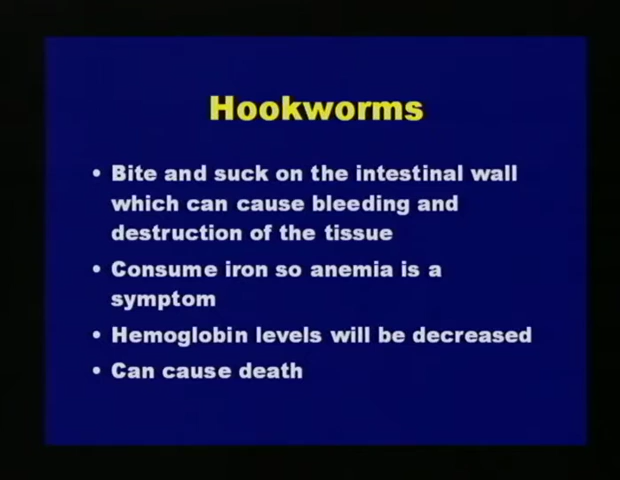 Hookworms
• Bite and suck on the intestinal wall
which can cause bleeding and
destruction of the tissue
• Consume iron so anemia is a
symptom
• Hemoglobin levels will be decreased
• Can cause death